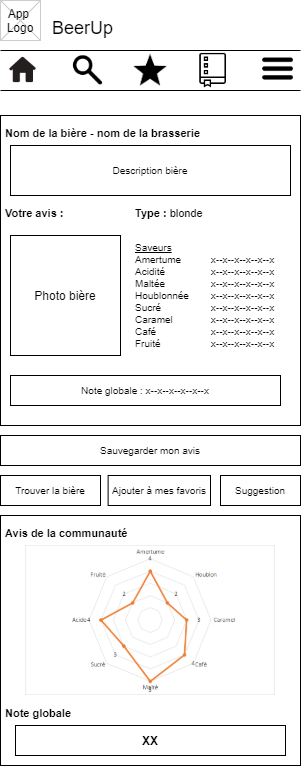 App
Logo
BeerUp
Nom de la bière - nom de la brasserie
Description bière
Votre avis :
Type : blonde
Photo bière
Saveurs
Amertume x--x--x--x--x--x
Acidité x--x--x--x--x--x
Maltée x--x--x--x--x--x
Houblonnée x--x--x--x--x--x
Sucré x--x--x--x--x--x
Caramel x--x--x--x--x--x
Café x--x--x--x--x--x
Fruité x--x--x--x--x--x
Note globale : x--x--x--x--x--x
Sauvegarder mon avis
Trouver la bière
Ajouter à mes favoris
Suggestion
Avis de la communauté
Amertume
4
Fruité
Houblon
2
2
Acide 4
3
Caramel
3
Sucré
4 Café
Malté
5
Note globale
XX